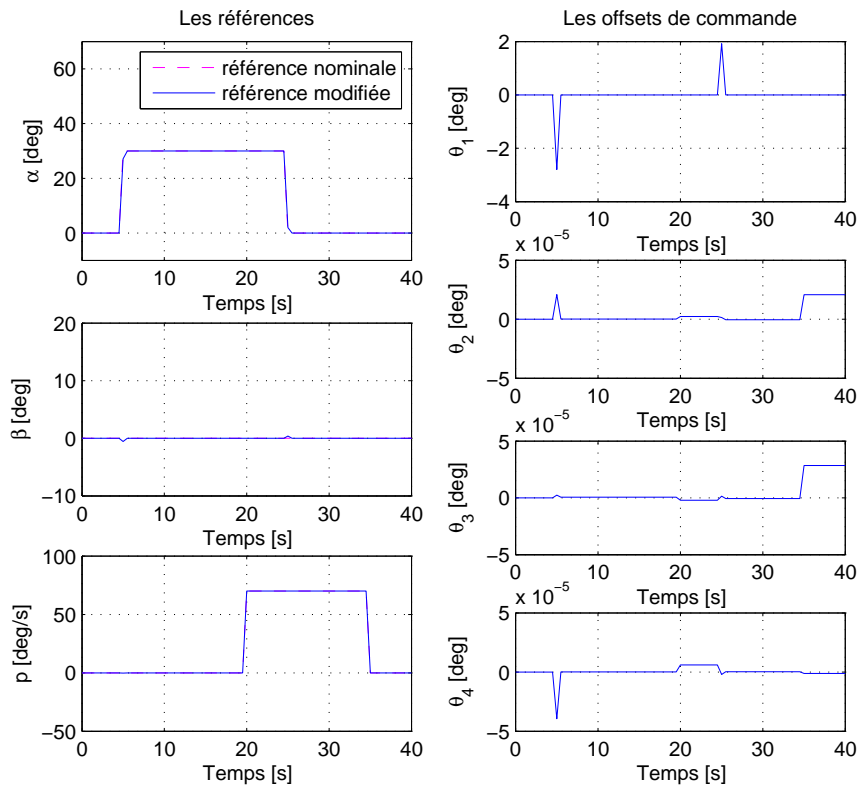 Les références
60
40
20
0
référence nominale
référence modifiée
α [deg]
0 10 20 30 40
Temps [s]
20
10
0
−10
β [deg]
0 10 20 30 40
Temps [s]
100
50
0
−50
p [deg/s]
0 10 20 30 40
Temps [s]
Les offsets de commande
2
0
−2
−4
θ1 [deg]
0 10 20 30 40
Temps [s]
x 10−5
5
0
−5
θ2 [deg]
0 10 20 30 40
Temps [s]
x 10−5
5
0
−5
θ3 [deg]
0 10 20 30 40
Temps [s]
x 10−5
5
0
−5
θ4 [deg]
0 10 20 30 40
Temps [s]